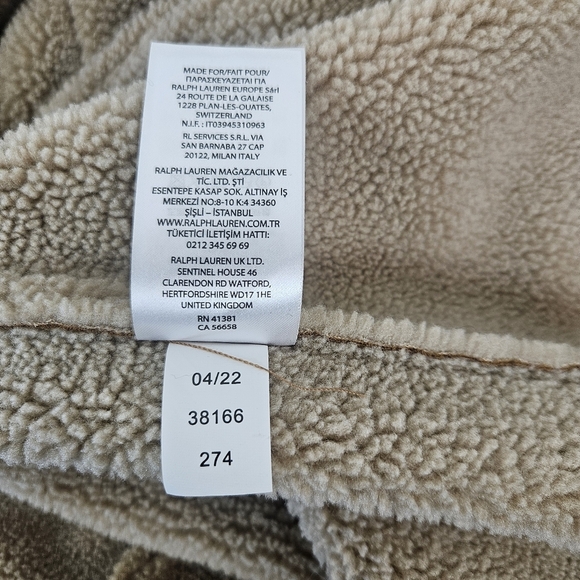 MADE FOR/FAIT POUR/
ΠΑΡΑΣΚΕΥΑΖΕΤΑΙ ΓΙΑ
RALPH LAUREN EUROPE Sárl
24 ROUTE DE LA GALAISE
1228 PLAN-LES-OUATES,
SWITZERLAND
N.I.F. : IT03945310963
RL SERVICES S.R.L. VIA
SAN BARNABA 27 CAP
20122, MILAN ITALY
RALPH LAUREN MAĞAZACILIK VE
TİC. LTD. ŞTİ
ESENTEPE KASAP SOK. ALTINAY İŞ
MERKEZİ NO:8-10 K:4 34360
ŞİŞLİ – İSTANBUL
WWW.RALPHLAUREN.COM.TR
TÜKETİCİ İLETİŞİM HATTI:
0212 345 69 69
RALPH LAUREN UK LTD.
SENTINEL HOUSE 46
CLARENDON RD WATFORD,
HERTFORDSHIRE WD17 1HE
UNITED KINGDOM
RN 41381
CA 56658
04/22
38166
274